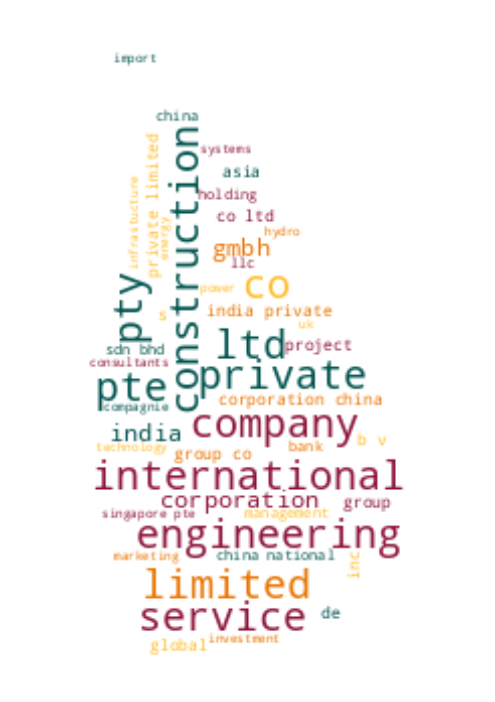 import
china
construction
systems
private limited
infrastucture
energy
asia
holding
co ltd
hydro
gmbh
llc
pty
power
co
s
india private
uk
ltd
project
sdn bhd
consultants
private
pte
compagnie
corporation china
company
india
b v
technology
bank
group co
international
corporation
group
singapore pte
management
engineering
marketing
china national
inc
limited
service
de
global
investment